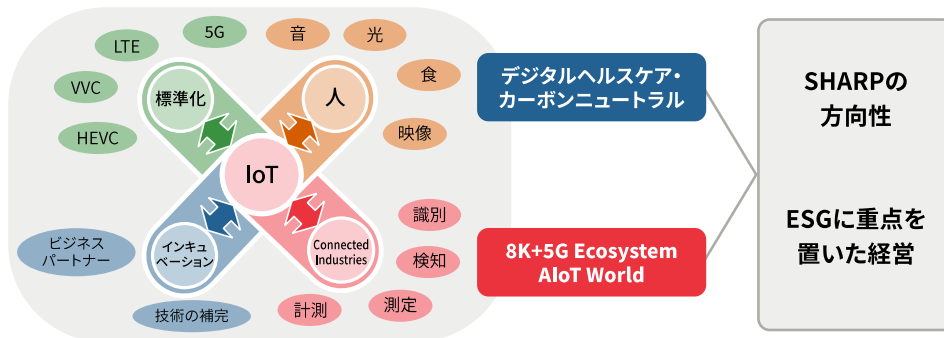 5G
音
光
LTE
食
VVC
標準化
人
HEVC
映像
IoT
ビジネス
パートナー
インキュ
ベーション
Connected
Industries
識別
検知
技術の補完
計測
測定
デジタルヘルスケア・
カーボンニュートラル
8K+5G Ecosystem
AIoT World
SHARPの
方向性
ESGに重点を
置いた経営